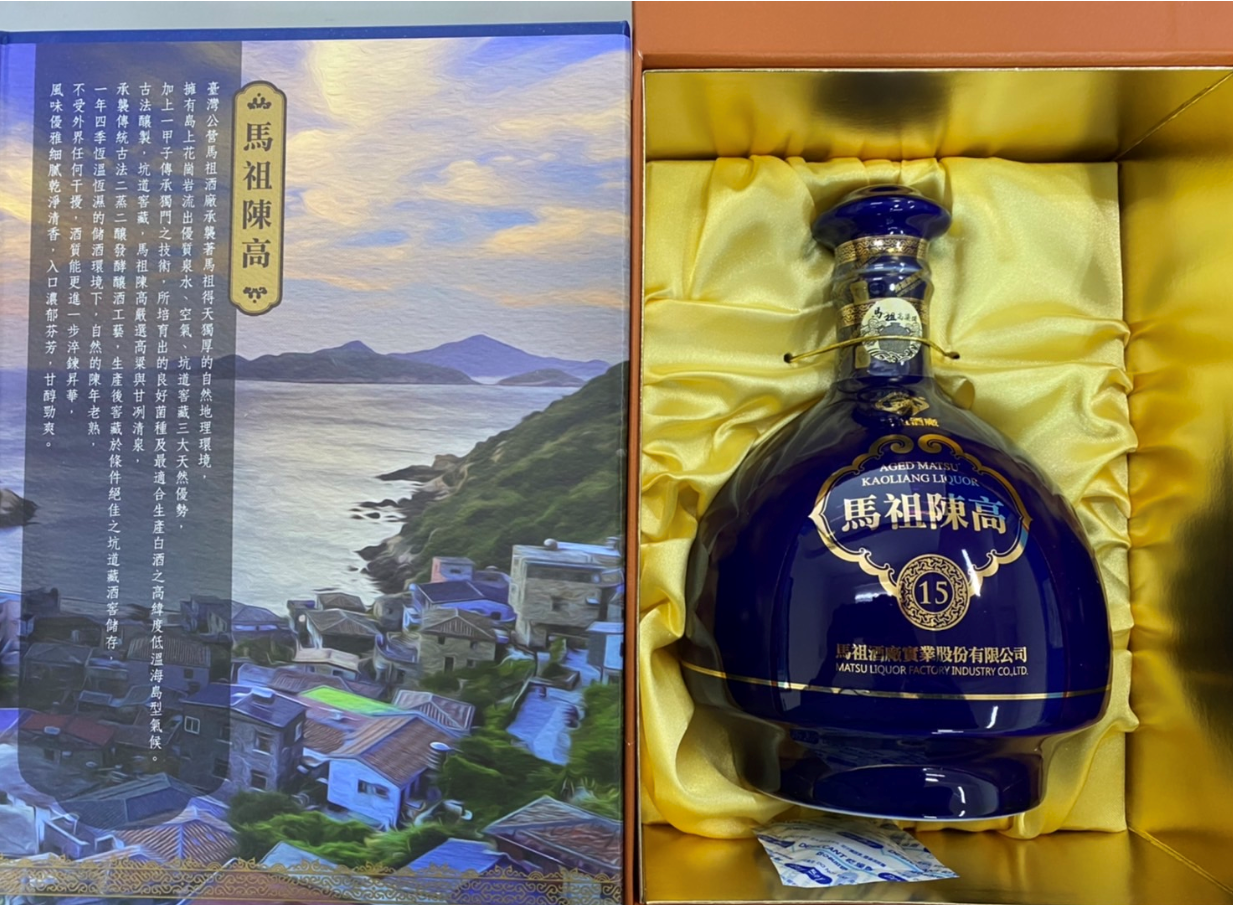 馬祖陳高
臺灣公營馬祖酒廠承襲著馬祖得天獨厚的自然地理環境，
擁有島上花崗岩流出優質泉水、空氣、坑道窖藏三大天然優勢，
加上一甲子傳承獨門之技術，所培育出的良好菌種及最適合生產白酒之高緯度低溫海島型氣候。
古法釀製，坑道窖藏，馬祖陳高嚴選高粱與甘冽清泉，
承襲傳統古法二蒸二釀發酵釀酒工藝，生產後窖藏於條件絕佳之坑道藏酒窖儲存，
一年四季恆溫恆濕的儲酒環境下，自然的陳年老熟，
不受外界任何干擾，酒質能更進一步淬鍊昇華，
風味優雅細膩乾淨清香，入口濃郁芬芳，甘醇勁爽。
馬祖
酒廠
AGED MATSU
KAOLIANG LIQUOR
馬祖陳高
15
馬祖酒廠實業股份有限公司
MATSU LIQUOR FACTORY INDUSTRY CO.,LTD.